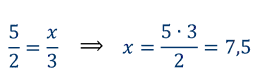 5/2 = x/3 ⟹ x = (5 · 3)/2 = 7,5